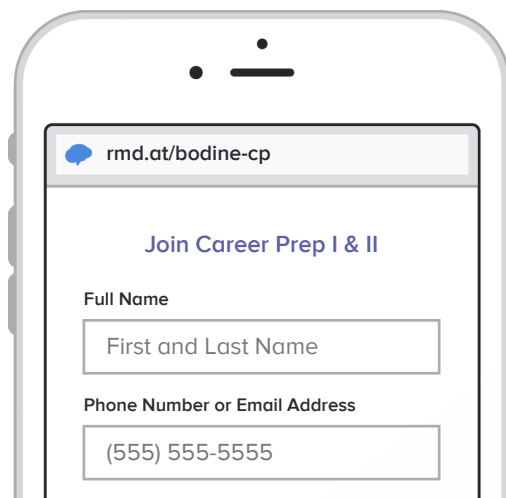 rmd.at/bodine-cp
Join Career Prep I & II
Full Name
First and Last Name
Phone Number or Email Address
(555) 555-5555